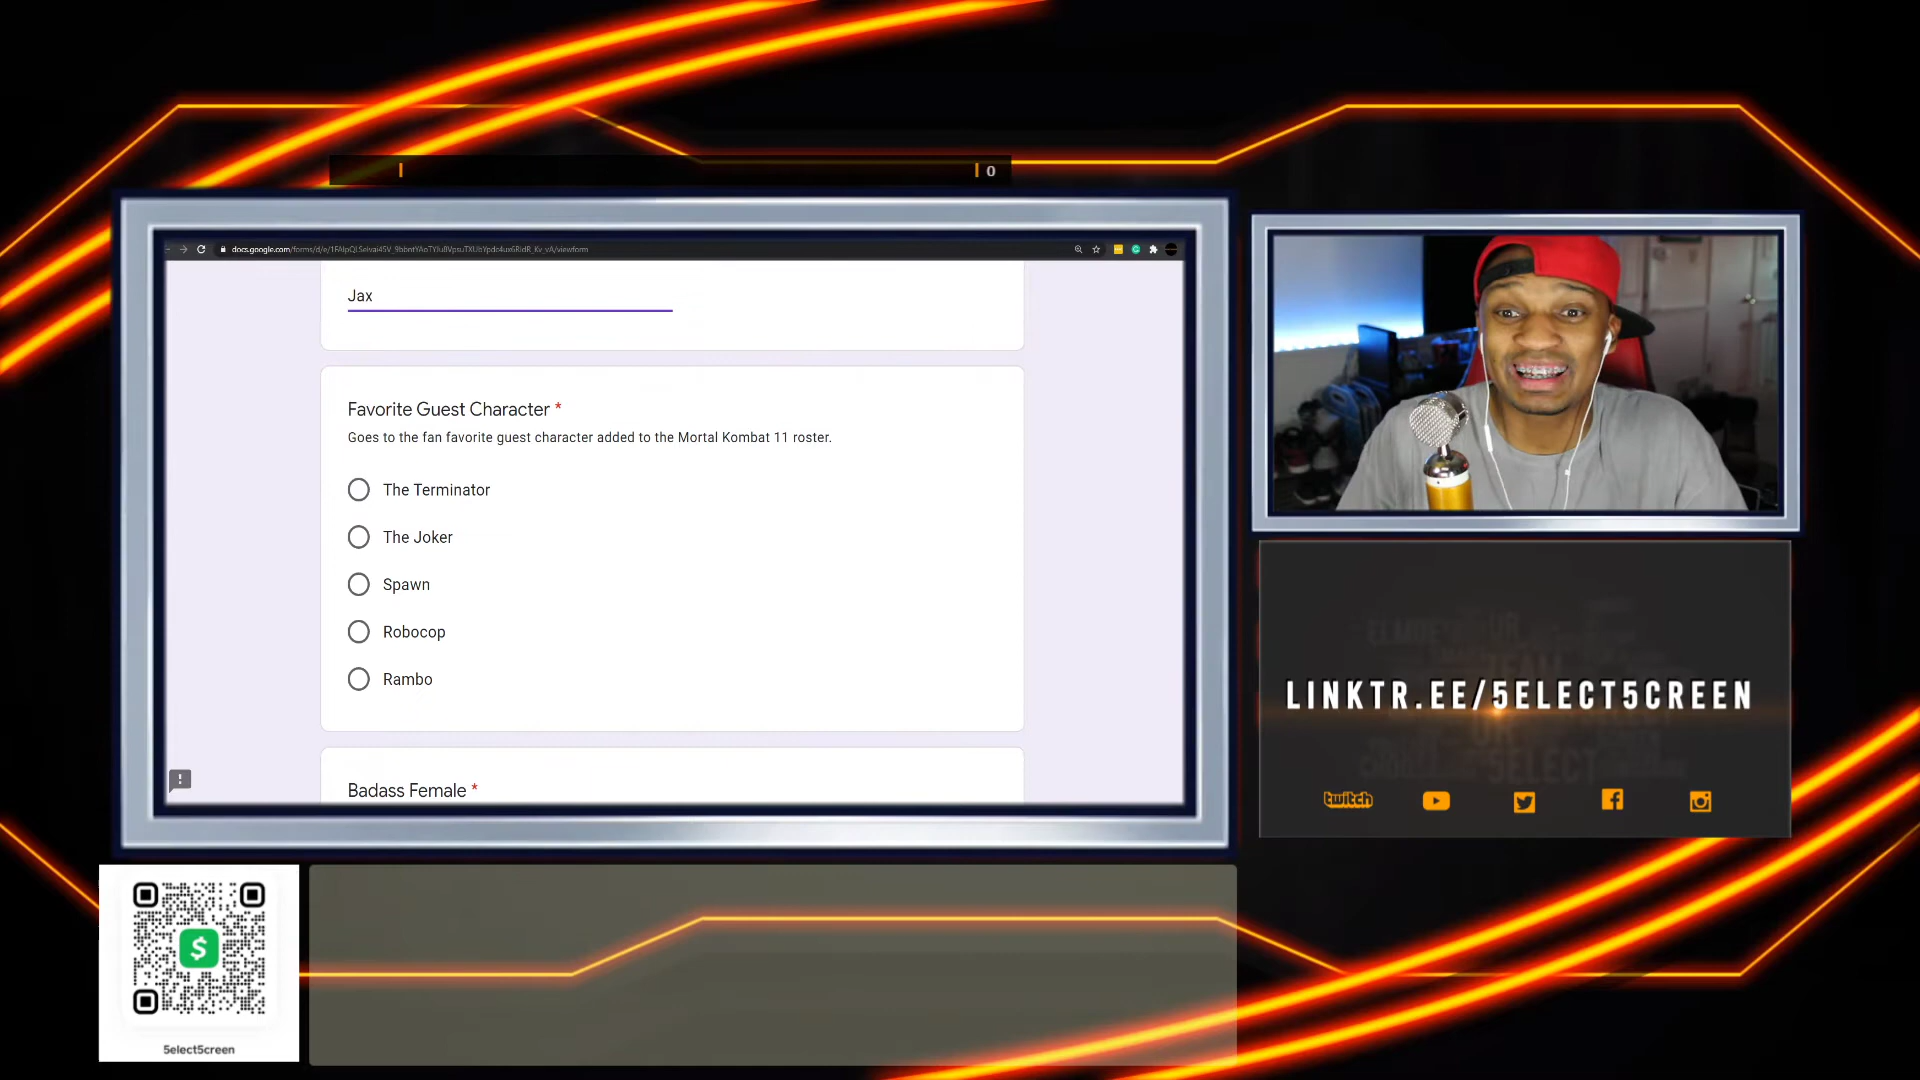 0
Jax
Favorite Guest Character *
Goes to the fan favorite guest character added to the Mortal Kombat 11 roster.
The Terminator
The Joker
Spawn
Robocop
Rambo
Badass Female *
LINKTR.EE/5ELECT5CREEN
twitch
$
5elect5creen